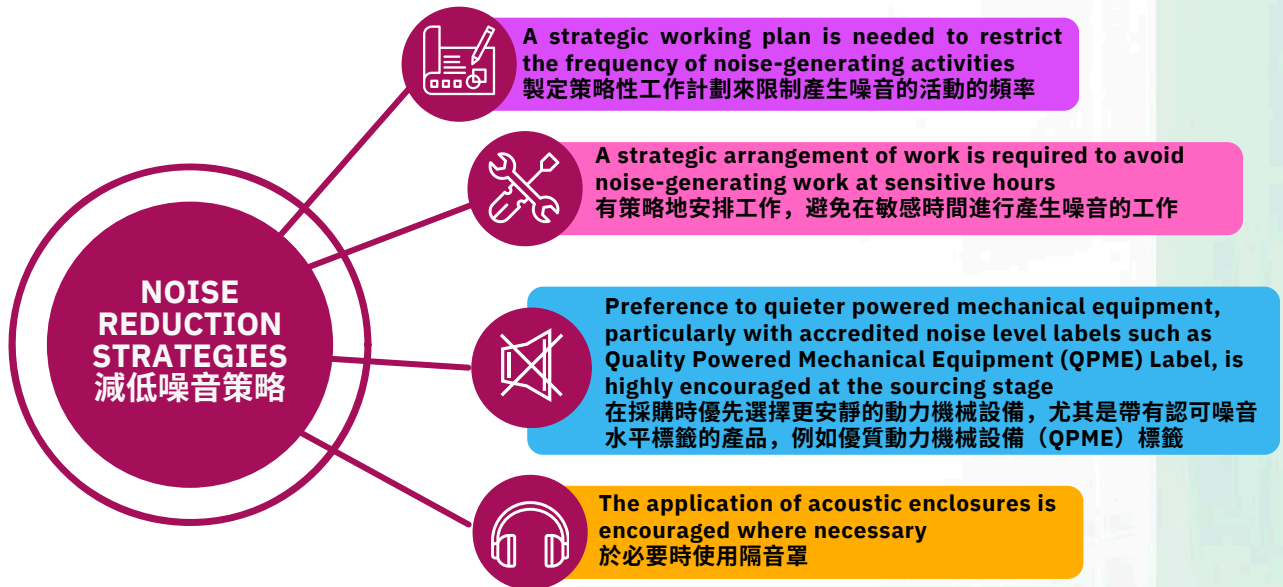 A strategic working plan is needed to restrict
the frequency of noise-generating activities
製定策略性工作計劃來限制產生噪音的活動的頻率
A strategic arrangement of work is required to avoid
noise-generating work at sensitive hours
有策略地安排工作，避免在敏感時間進行產生噪音的工作
NOISE
REDUCTION
STRATEGIES
減低噪音策略
Preference to quieter powered mechanical equipment,
particularly with accredited noise level labels such as
Quality Powered Mechanical Equipment (QPME) Label, is
highly encouraged at the sourcing stage
在採購時優先選擇更安靜的動力機械設備，尤其是帶有認可噪音
水平標籤的產品，例如優質動力機械設備（QPME）標籤
The application of acoustic enclosures is
encouraged where necessary
於必要時使用隔音罩